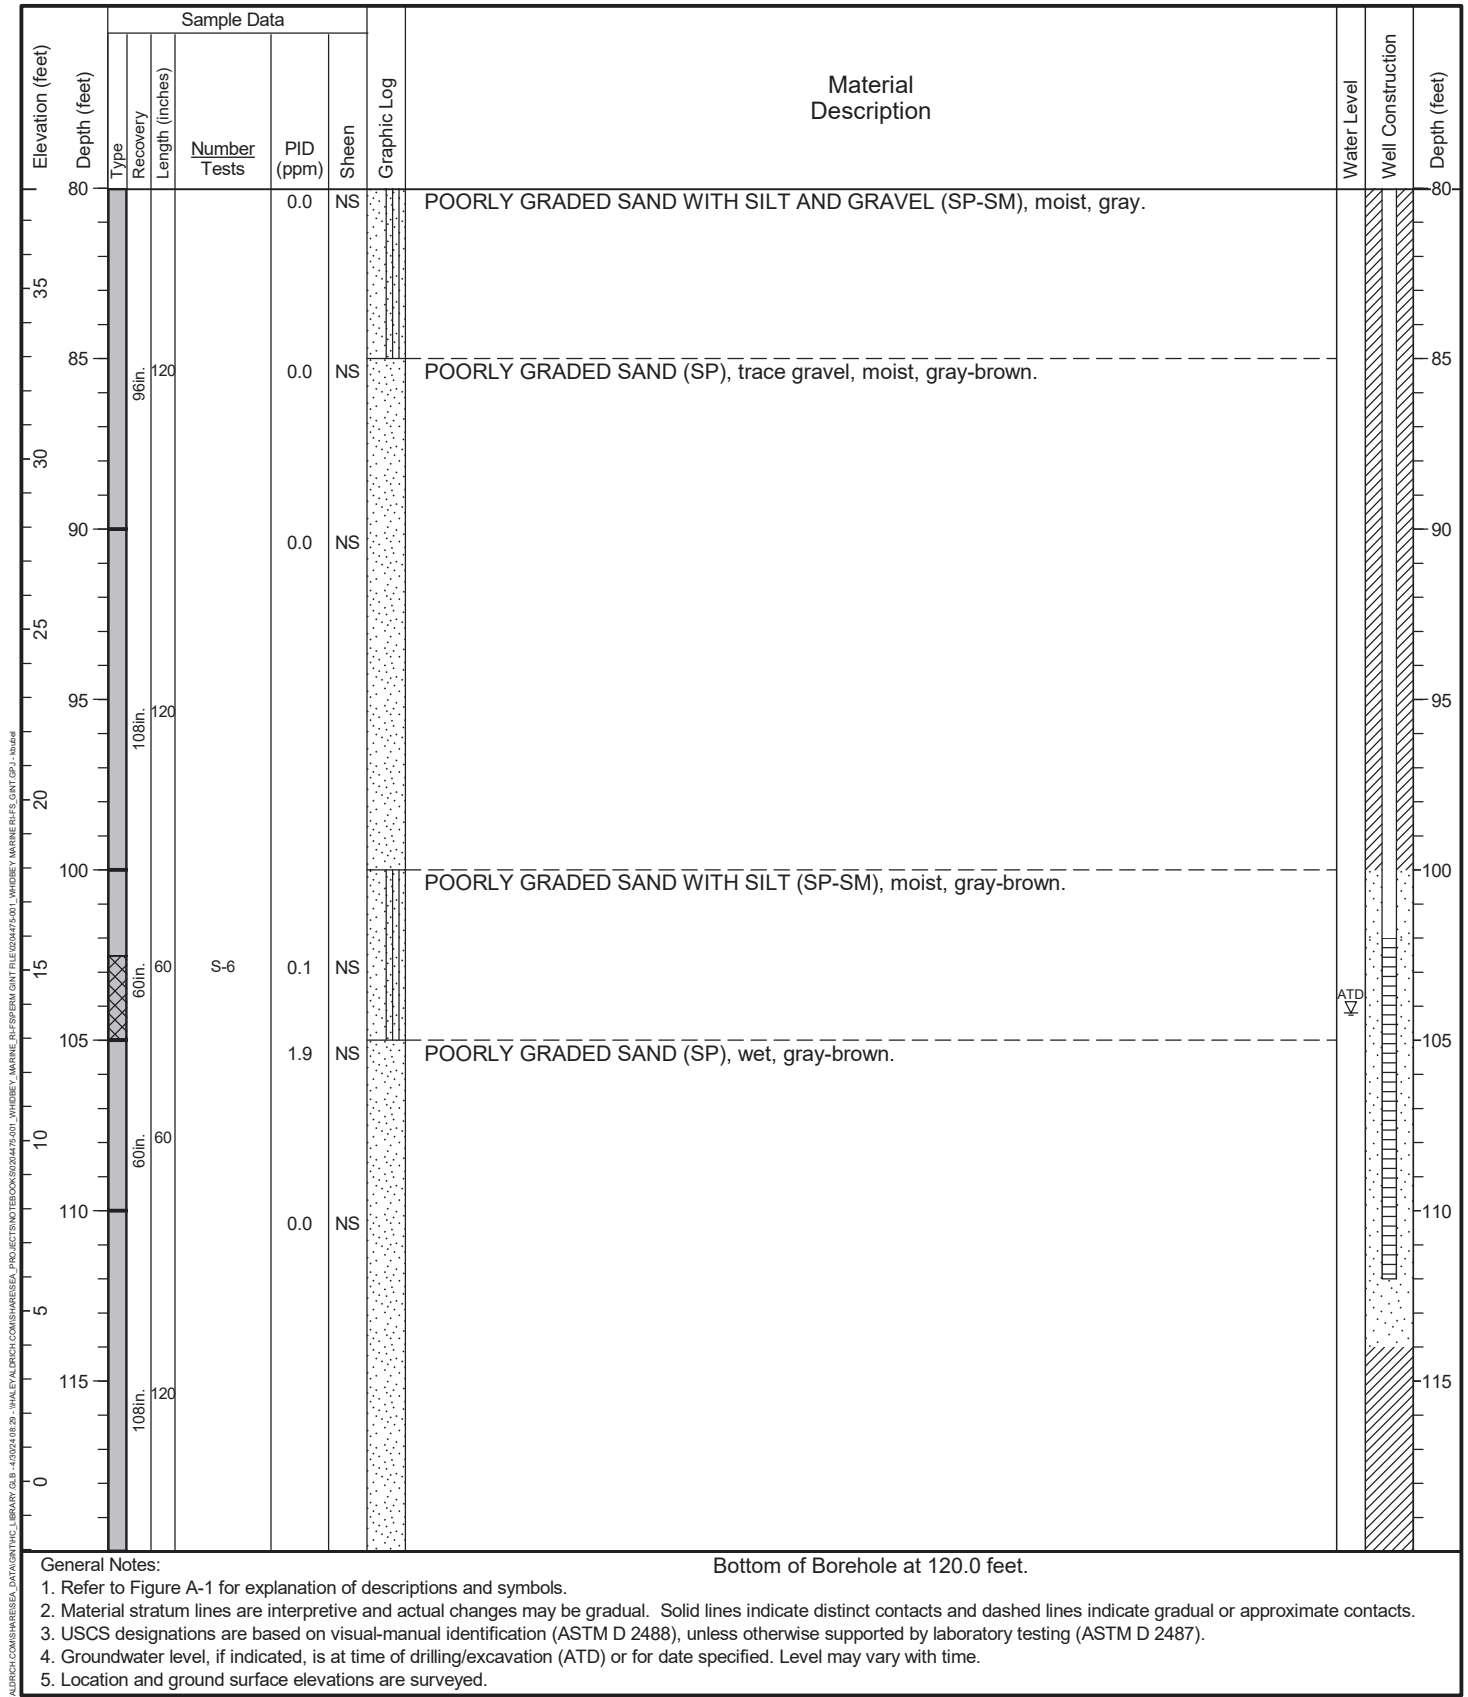 Sample Data
Elevation (feet)
Depth (feet)
Type
Recovery
Length (inches)
Number
Tests
PID
(ppm)
Sheen
Graphic Log
Material
Description
Water Level
Well Construction
Depth (feet)
80 0.0 NS POORLY GRADED SAND WITH SILT AND GRAVEL (SP-SM), moist, gray. 80
35
85 85
96in. 120 0.0 NS POORLY GRADED SAND (SP), trace gravel, moist, gray-brown.
30
90 90
0.0 NS
25
95 95
108in. 120
20
100 100
POORLY GRADED SAND WITH SILT (SP-SM), moist, gray-brown.
15 60in. 60 S-6 0.1 NS
ATD
105 105
1.9 NS POORLY GRADED SAND (SP), wet, gray-brown.
10 60in. 60
110 110
0.0 NS
5
115 115
108in. 120
0
General Notes:
Bottom of Borehole at 120.0 feet.
1. Refer to Figure A-1 for explanation of descriptions and symbols.
2. Material stratum lines are interpretive and actual changes may be gradual. Solid lines indicate distinct contacts and dashed lines indicate gradual or approximate contacts.
3. USCS designations are based on visual-manual identification (ASTM D 2488), unless otherwise supported by laboratory testing (ASTM D 2487).
4. Groundwater level, if indicated, is at time of drilling/excavation (ATD) or for date specified. Level may vary with time.
5. Location and ground surface elevations are surveyed.